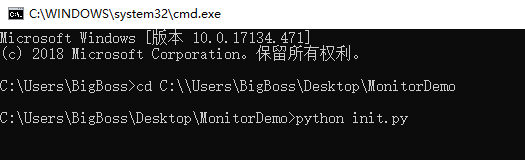 C:\WINDOWS\system32\cmd.exe
Microsoft Windows [版本 10.0.17134.471]
(c) 2018 Microsoft Corporation。保留所有权利。
C:\Users\BigBoss>cd C:\\Users\BigBoss\Desktop\MonitorDemo
C:\Users\BigBoss\Desktop\MonitorDemo>python init.py